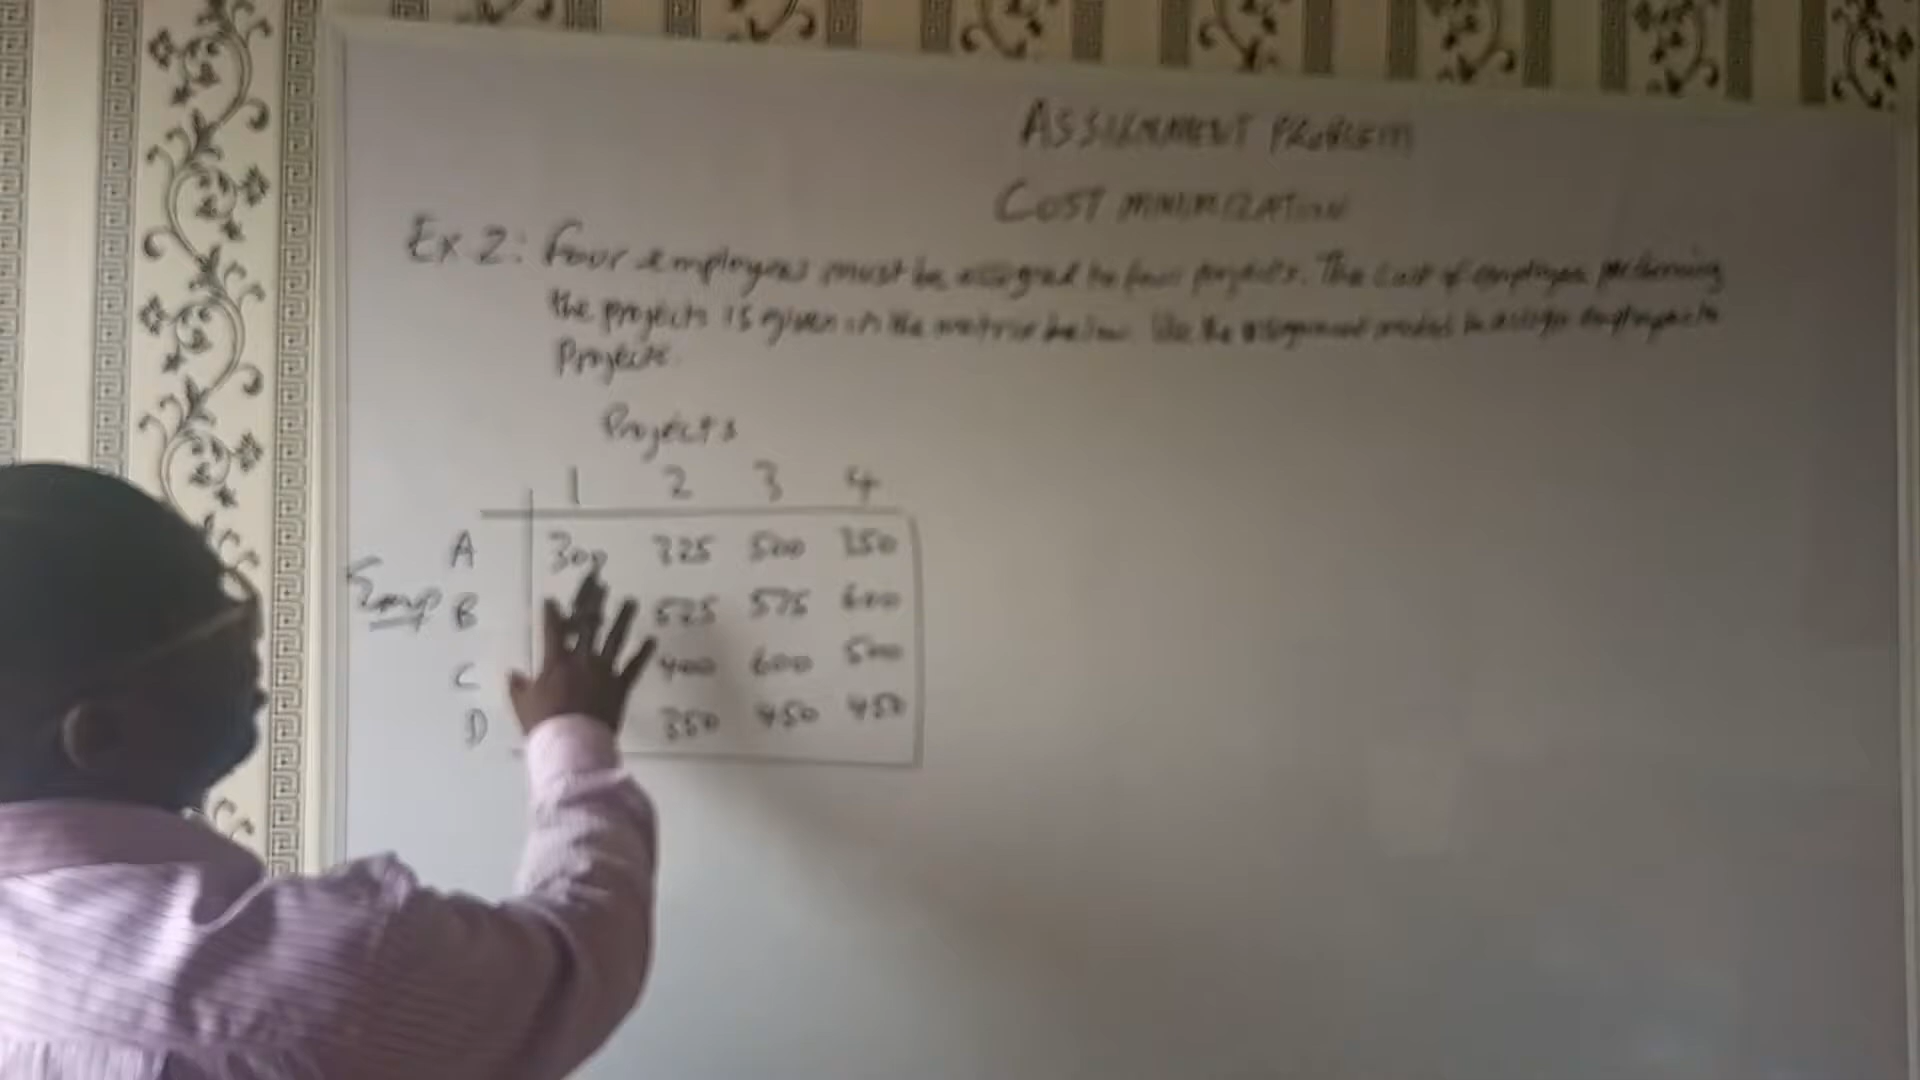 ASSIGNMENT PROBLEM
COST MINIMIZATION
Ex 2: Four employees must be assigned to four projects. The cost of employee performing
the projects is given in the matrix below. Use the assignment model to assign employees to
Projects.
Projects
1 2 3 4
A 300 325 500 350
Emp B 525 575 600
C 400 600 500
D 350 450 450